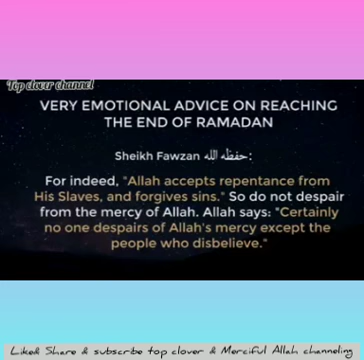 Top clover channel
VERY EMOTIONAL ADVICE ON REACHING
THE END OF RAMADAN
Sheikh Fawzan حفظه الله:
For indeed, "Allah accepts repentance from
His Slaves, and forgives sins." So do not despair
from the mercy of Allah. Allah says: "Certainly
no one despairs of Allah's mercy except the
people who disbelieve."
Like& Share & subscribe top clover & Merciful Allah channeling